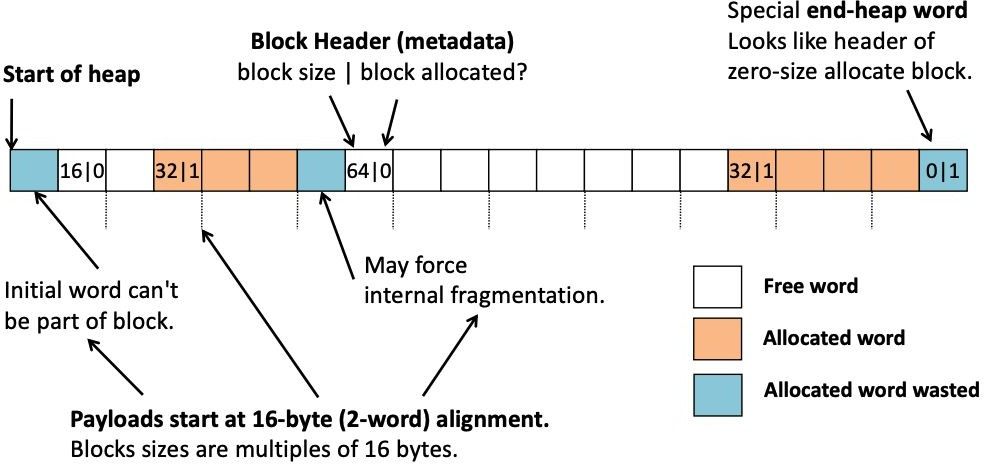 Special end-heap word
Looks like header of
zero-size allocate block.
Block Header (metadata)
block size | block allocated?
Start of heap
16|0
32|1
64|0
32|1
0|1
Initial word can't
be part of block.
May force
internal fragmentation.
Free word
Allocated word
Allocated word wasted
Payloads start at 16-byte (2-word) alignment.
Blocks sizes are multiples of 16 bytes.